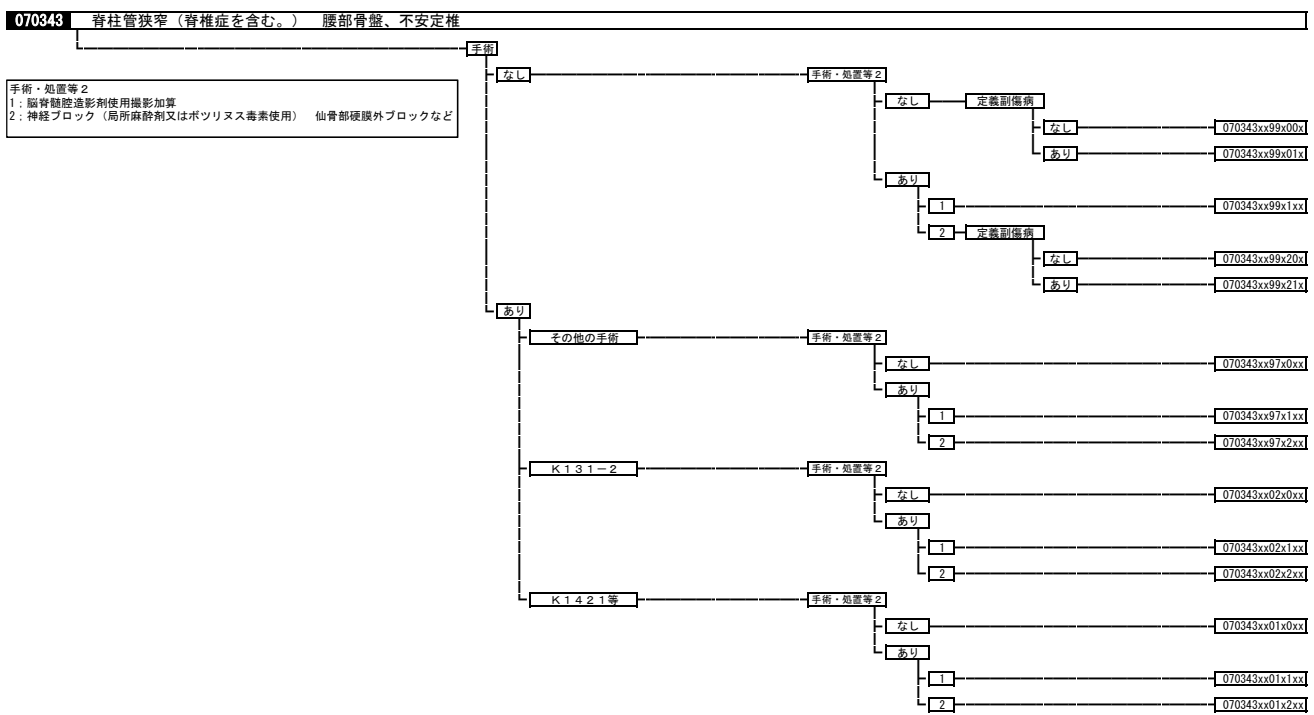 070343 脊柱管狭窄（脊椎症を含む。） 腰部骨盤、不安定椎
手術
手術・処置等２
1；脳脊髄腔造影剤使用撮影加算
2；神経ブロック（局所麻酔剤又はボツリヌス毒素使用） 仙骨部硬膜外ブロックなど
なし 手術・処置等２
なし 定義副傷病
なし 070343xx99x00x
あり 070343xx99x01x
あり
1 070343xx99x1xx
2 定義副傷病
なし 070343xx99x20x
あり 070343xx99x21x
あり
その他の手術 手術・処置等２
なし 070343xx97x0xx
あり
1 070343xx97x1xx
2 070343xx97x2xx
Ｋ１３１－２ 手術・処置等２
なし 070343xx02x0xx
あり
1 070343xx02x1xx
2 070343xx02x2xx
Ｋ１４２１等 手術・処置等２
なし 070343xx01x0xx
あり
1 070343xx01x1xx
2 070343xx01x2xx